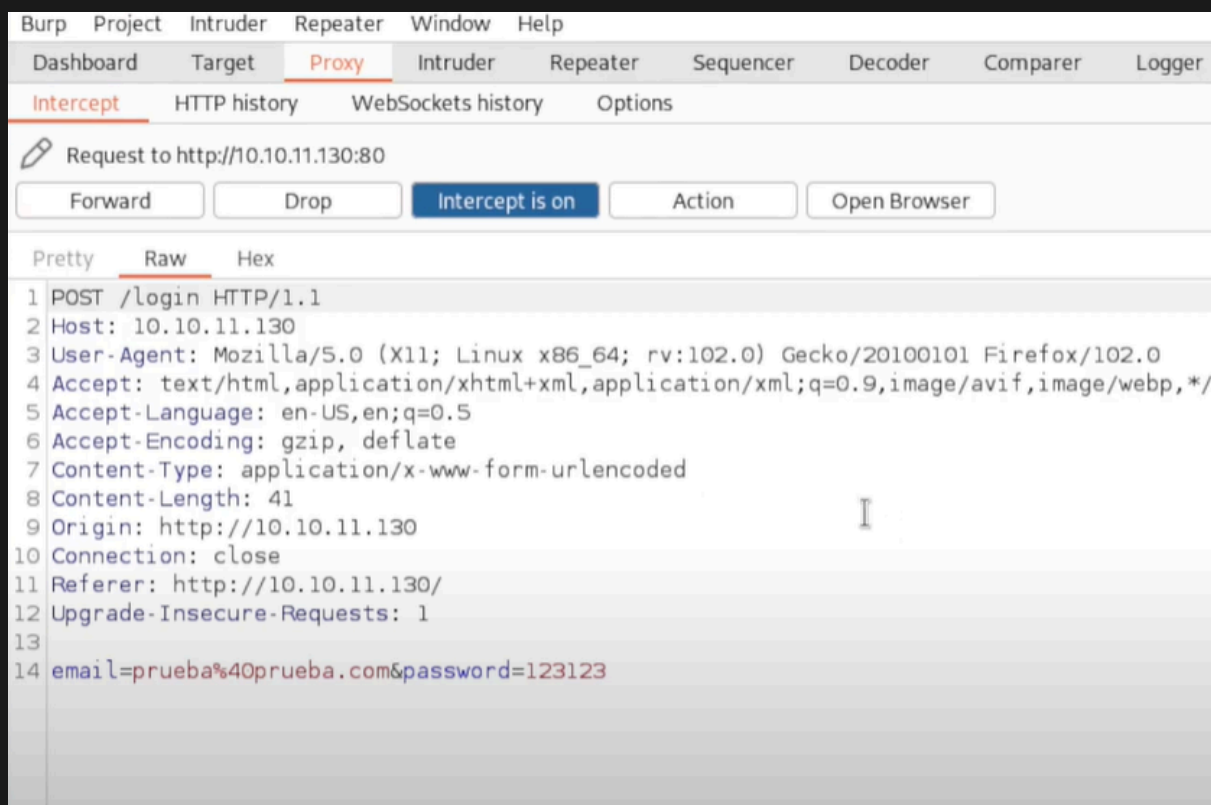 Burp Project Intruder Repeater Window Help
Dashboard Target Proxy Intruder Repeater Sequencer Decoder Comparer Logger
Intercept HTTP history WebSockets history Options
Request to http://10.10.11.130:80
Forward Drop Intercept is on Action Open Browser
Pretty Raw Hex
1 POST /login HTTP/1.1
2 Host: 10.10.11.130
3 User-Agent: Mozilla/5.0 (X11; Linux x86_64; rv:102.0) Gecko/20100101 Firefox/102.0
4 Accept: text/html,application/xhtml+xml,application/xml;q=0.9,image/avif,image/webp,*/
5 Accept-Language: en-US,en;q=0.5
6 Accept-Encoding: gzip, deflate
7 Content-Type: application/x-www-form-urlencoded
8 Content-Length: 41
9 Origin: http://10.10.11.130
10 Connection: close
11 Referer: http://10.10.11.130/
12 Upgrade-Insecure-Requests: 1
13
14 email=prueba%40prueba.com&password=123123